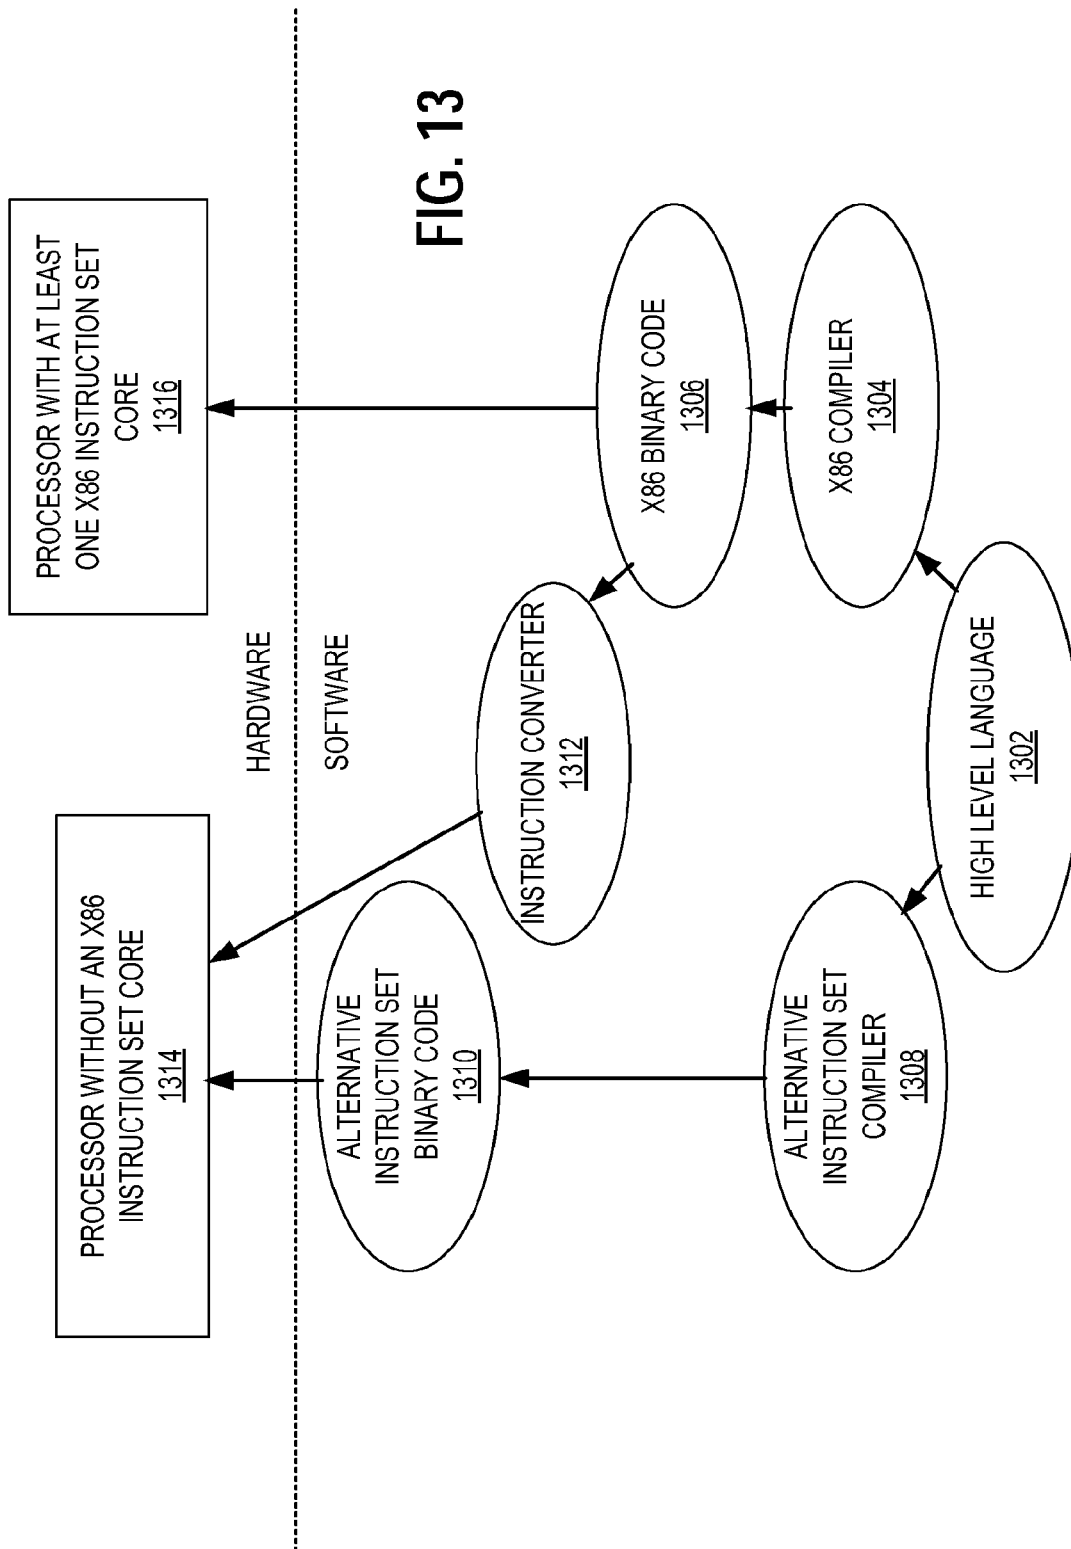 PROCESSOR WITHOUT AN X86
INSTRUCTION SET CORE
1314
PROCESSOR WITH AT LEAST
ONE X86 INSTRUCTION SET
CORE
1316
HARDWARE
SOFTWARE
ALTERNATIVE
INSTRUCTION SET
BINARY CODE
1310
INSTRUCTION CONVERTER
1312
FIG. 13
X86 BINARY CODE
1306
ALTERNATIVE
INSTRUCTION SET
COMPILER
1308
X86 COMPILER
1304
HIGH LEVEL LANGUAGE
1302